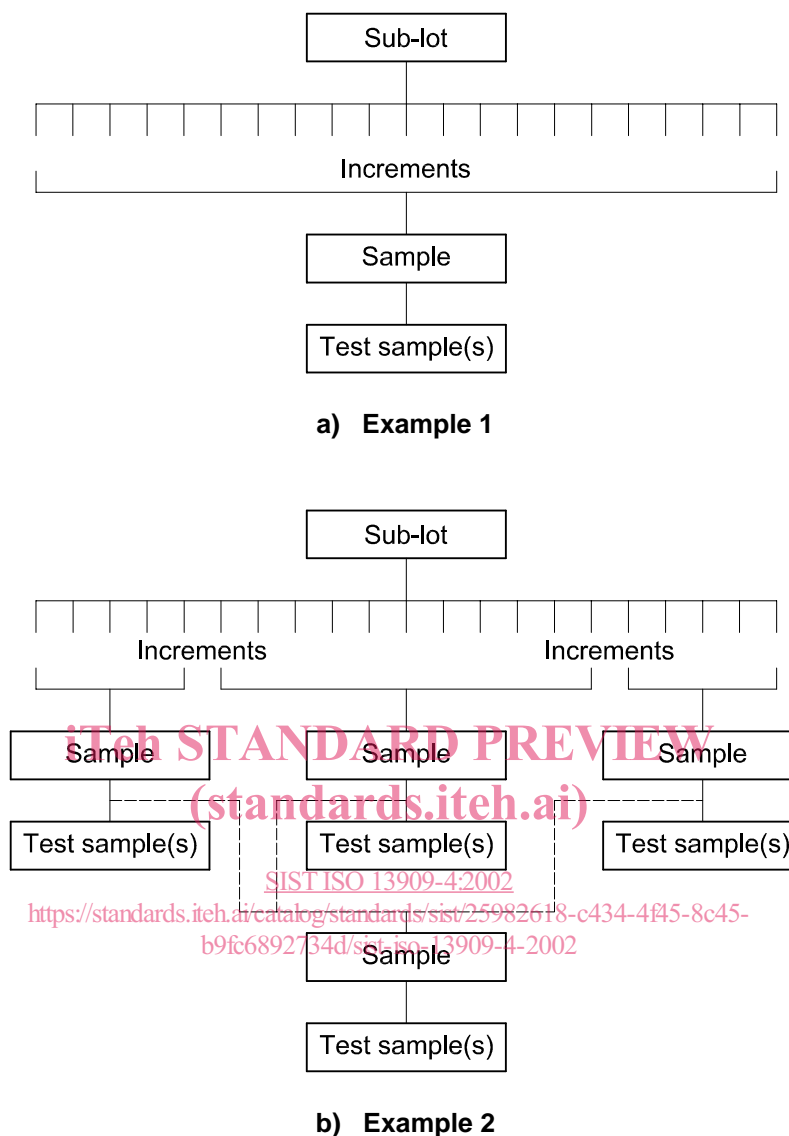 Sub-lot
Increments
Sample
Test sample(s)
a) Example 1
Sub-lot
Increments Increments
iTeh STANDARD PREVIEW
Sample Sample Sample
(standards.iteh.ai)
Test sample(s) Test sample(s) Test sample(s)
SIST ISO 13909-4:2002
https://standards.iteh.ai/catalog/standards/sist/25982618-c434-4f45-8c45-
b9fc6892734d/sist-iso-13909-4-2002
Sample
Test sample(s)
b) Example 2